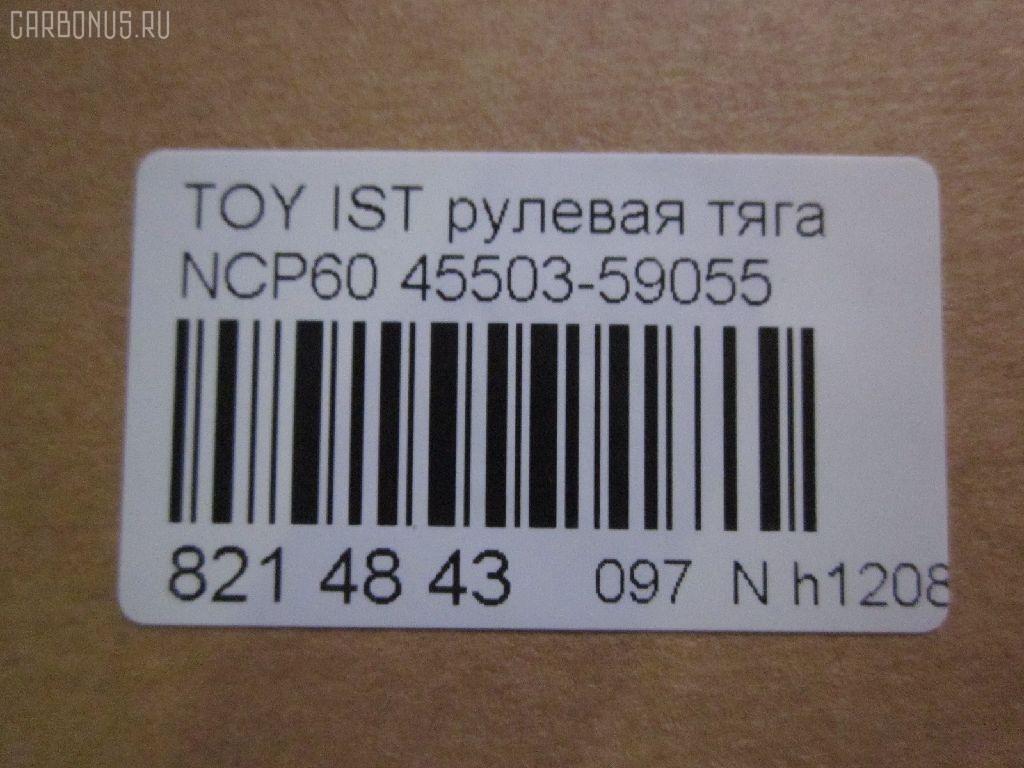 CARBONUS.RU
TOY IST рулевая тяга
NCP60 45503-59055
821 48 43 097 N h1208